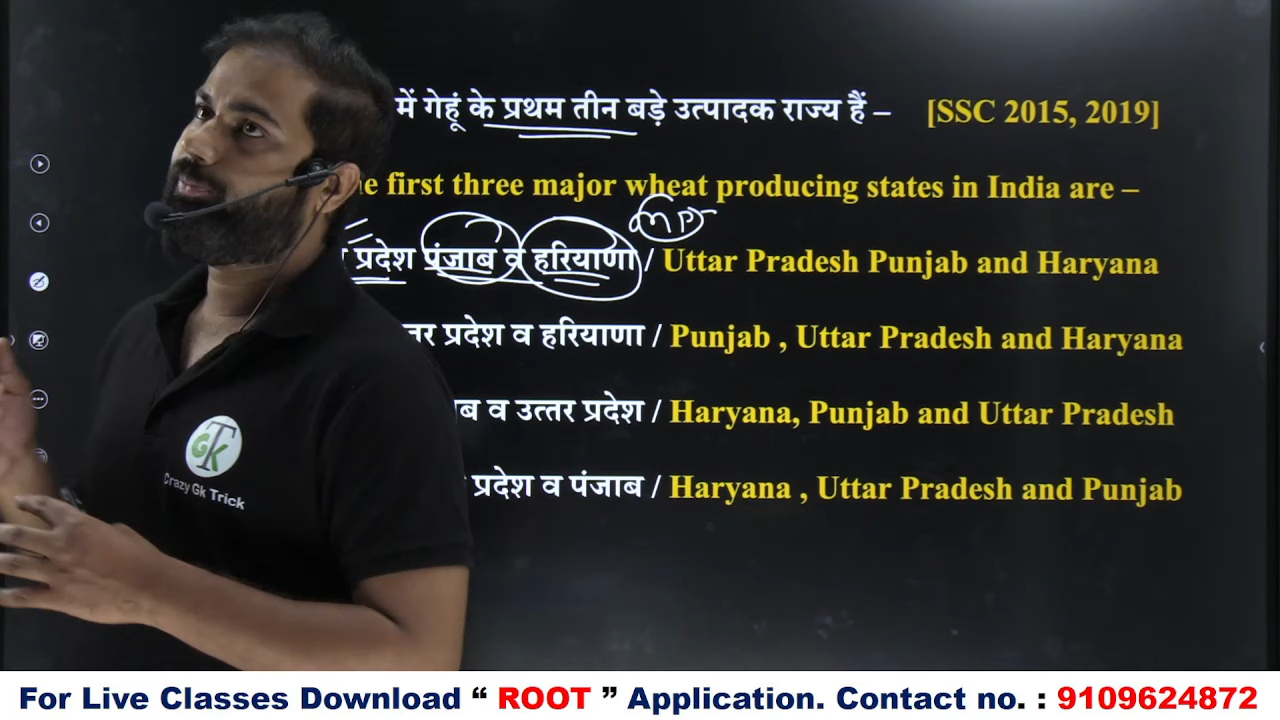 में गेहूं के प्रथम तीन बड़े उत्पादक राज्य हैं – [SSC 2015, 2019]
first three major wheat producing states in India are –
MP
प्रदेश पंजाब व हरियाणा / Uttar Pradesh Punjab and Haryana
प्रदेश व हरियाणा / Punjab , Uttar Pradesh and Haryana
व उत्तर प्रदेश / Haryana, Punjab and Uttar Pradesh
प्रदेश व पंजाब / Haryana , Uttar Pradesh and Punjab
GTK
Crazy Gk Trick
For Live Classes Download “ ROOT ” Application. Contact no. : 9109624872